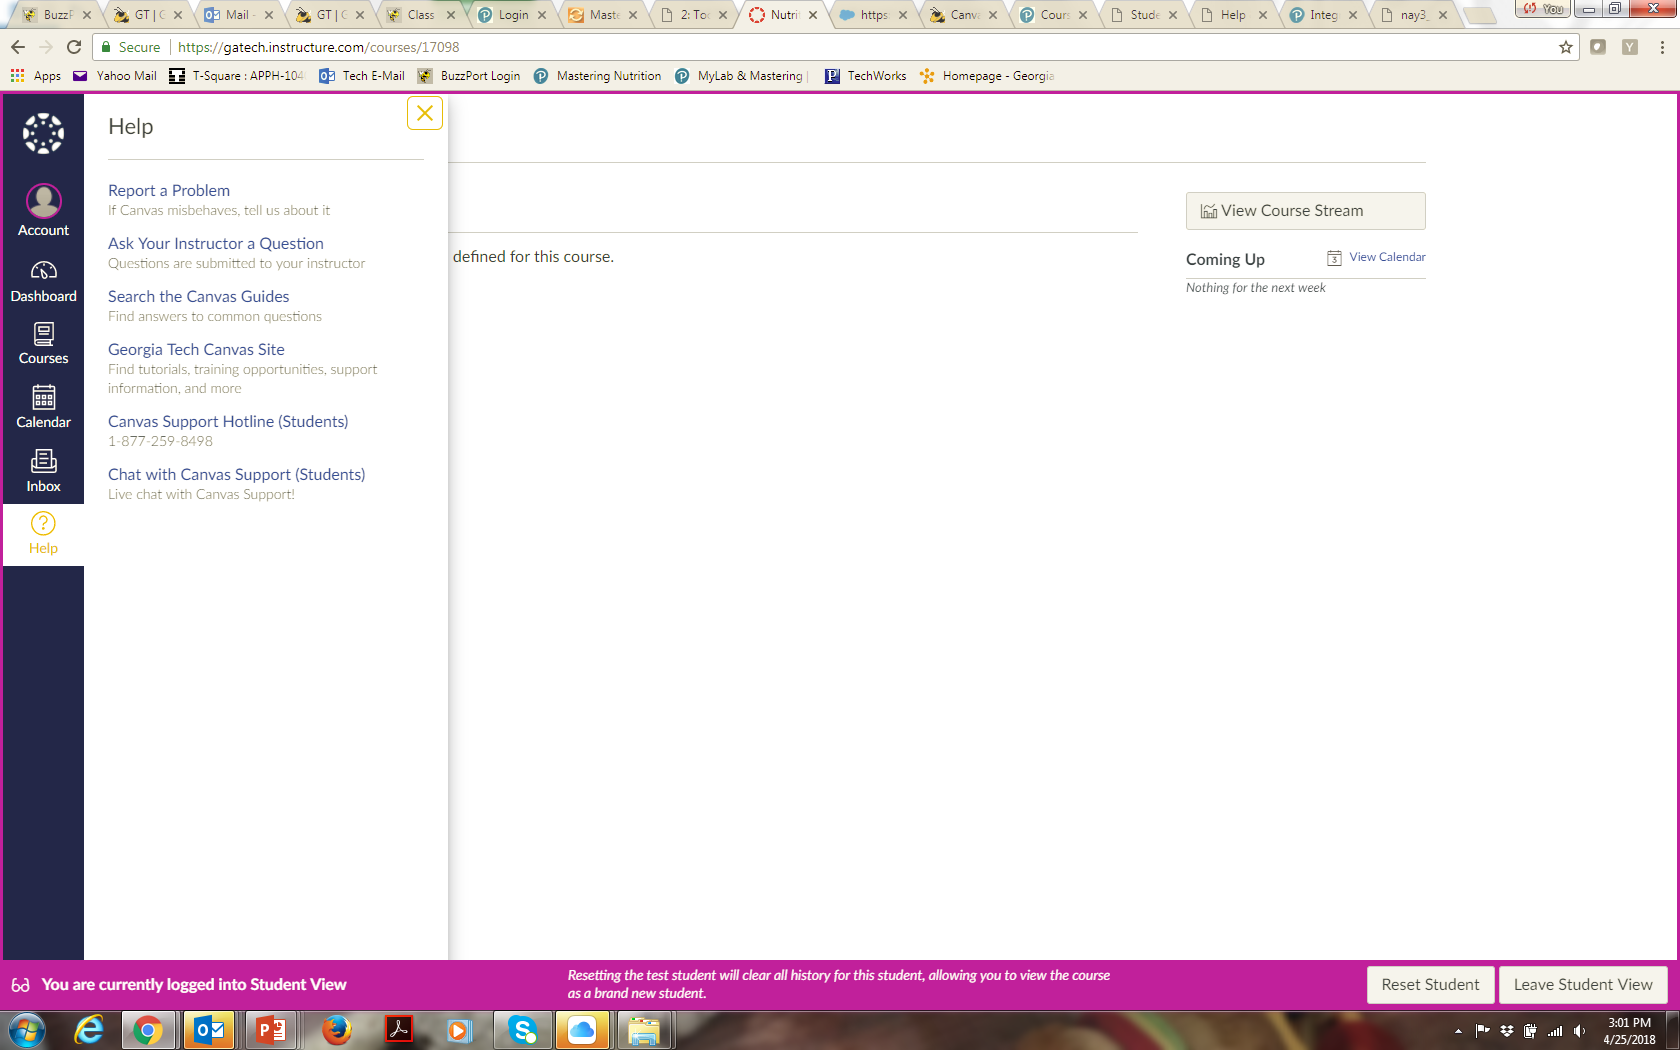 BuzzP
GT | G
Mail -
GT | G
Class
Login
Maste
2: Too
Nutri
https
Canva
Cours
Stude
Help
Integ
nay3_
You
Secure
https://gatech.instructure.com/courses/17098
Apps
Yahoo Mail
T-Square : APPH-104
Tech E-Mail
BuzzPort Login
Mastering Nutrition
MyLab & Mastering |
TechWorks
Homepage - Georgia
Account
Dashboard
Courses
Calendar
Inbox
Help
Help
Report a Problem
If Canvas misbehaves, tell us about it
Ask Your Instructor a Question
Questions are submitted to your instructor
Search the Canvas Guides
Find answers to common questions
Georgia Tech Canvas Site
Find tutorials, training opportunities, support
information, and more
Canvas Support Hotline (Students)
1-877-259-8498
Chat with Canvas Support (Students)
Live chat with Canvas Support!
defined for this course.
View Course Stream
Coming Up
3
View Calendar
Nothing for the next week
You are currently logged into Student View
Resetting the test student will clear all history for this student, allowing you to view the course
as a brand new student.
Reset Student
Leave Student View
3:01 PM
4/25/2018